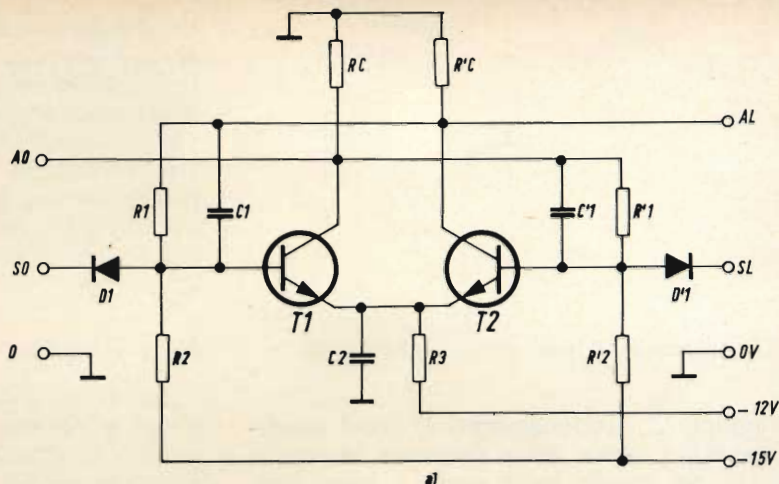 RC
R'C
AL
A0
R1
C1
C'1
R'1
S0
D1
T1
T2
D'1
SL
0
R2
C2
R3
R'2
0V
-12V
-15V
a)